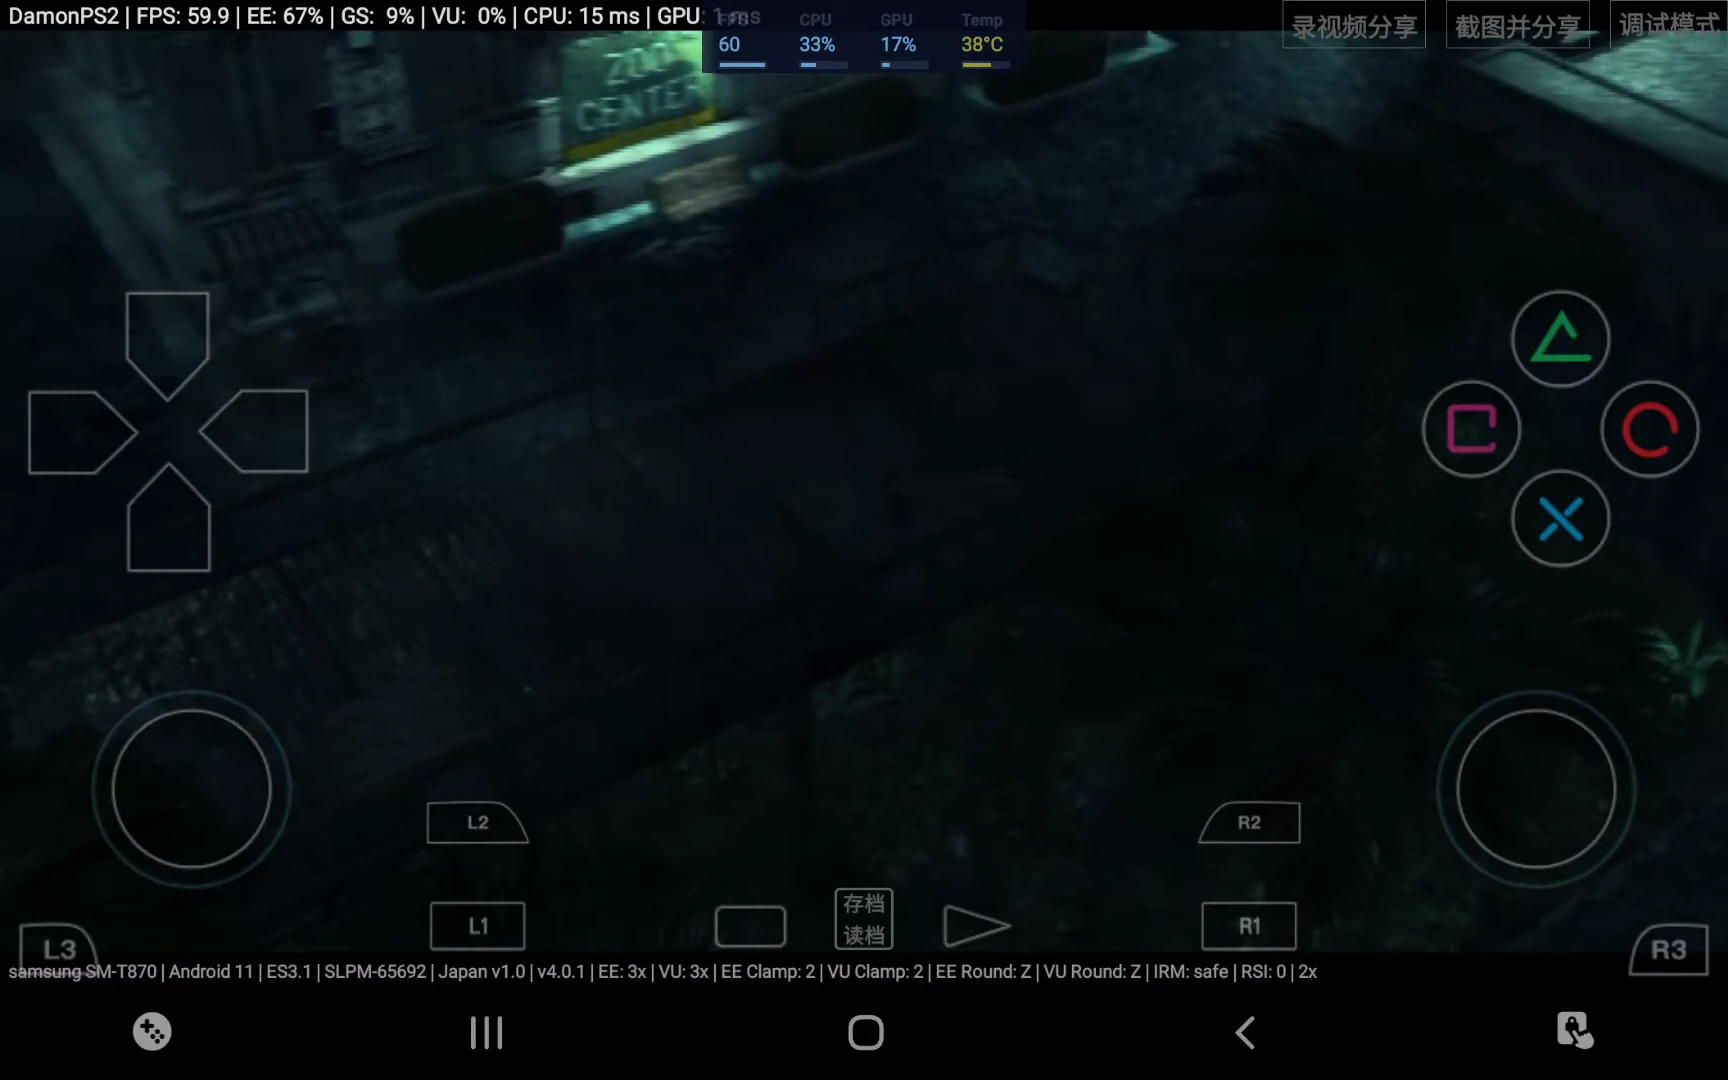 DamonPS2 | FPS: 59.9 | EE: 67% | GS: 9% | VU: 0% | CPU: 15 ms | GPU: 1 ms
FPS CPU GPU Temp
60 33% 17% 38°C
录视频分享 截图并分享 调试模式
ZOO
CENTER
L2 R2
L1 R1
存档
读档
L3 R3
samsung SM-T870 | Android 11 | ES3.1 | SLPM-65692 | Japan v1.0 | v4.0.1 | EE: 3x | VU: 3x | EE Clamp: 2 | VU Clamp: 2 | EE Round: Z | VU Round: Z | IRM: safe | RSI: 0 | 2x